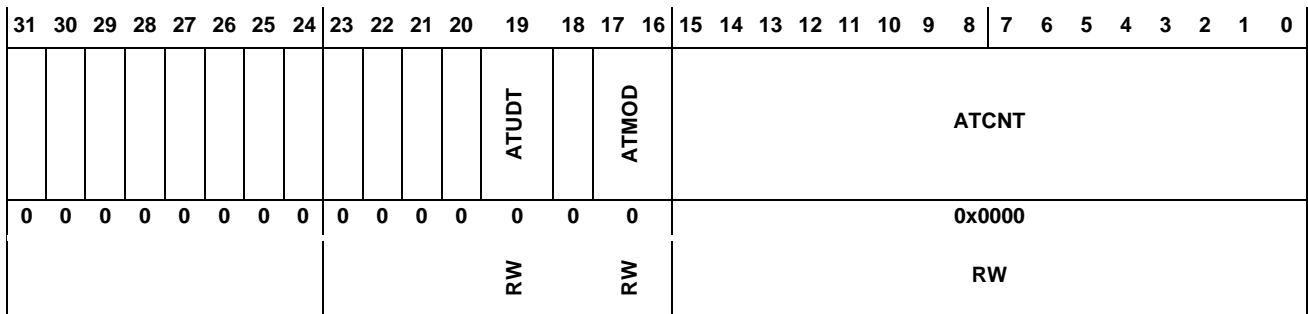 31 30 29 28 27 26 25 24 23 22 21 20 19 18 17 16 15 14 13 12 11 10 9 8 7 6 5 4 3 2 1 0
ATUDT ATMOD ATCNT
0 0 0 0 0 0 0 0 0 0 0 0 0 0 0 0x0000
RW RW RW